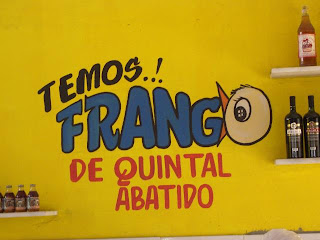 TEMOS..!
FRANGO
DE QUINTAL
ABATIDO